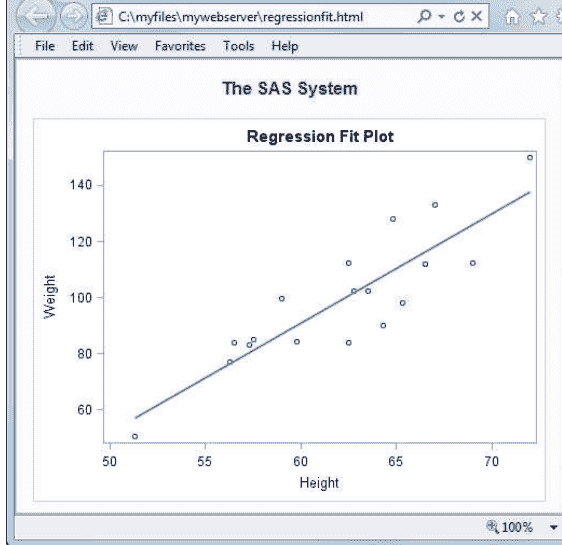 C:\myfiles\mywebserver\regressionfit.html
File Edit View Favorites Tools Help
The SAS System
Regression Fit Plot
140
120
100
80
60
Weight
50 55 60 65 70
Height
100%